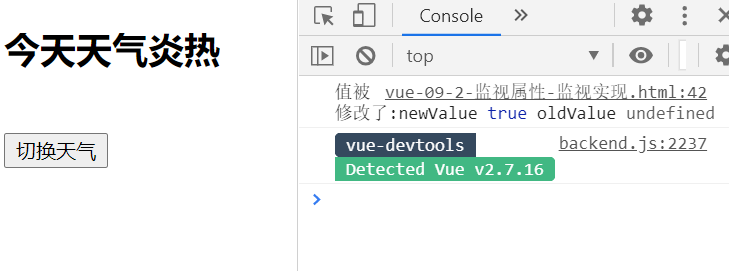 今天天气炎热
切换天气
Console
top
值被 vue-09-2-监视属性-监视实现.html:42
修改了:newValue true oldValue undefined
vue-devtools backend.js:2237
Detected Vue v2.7.16